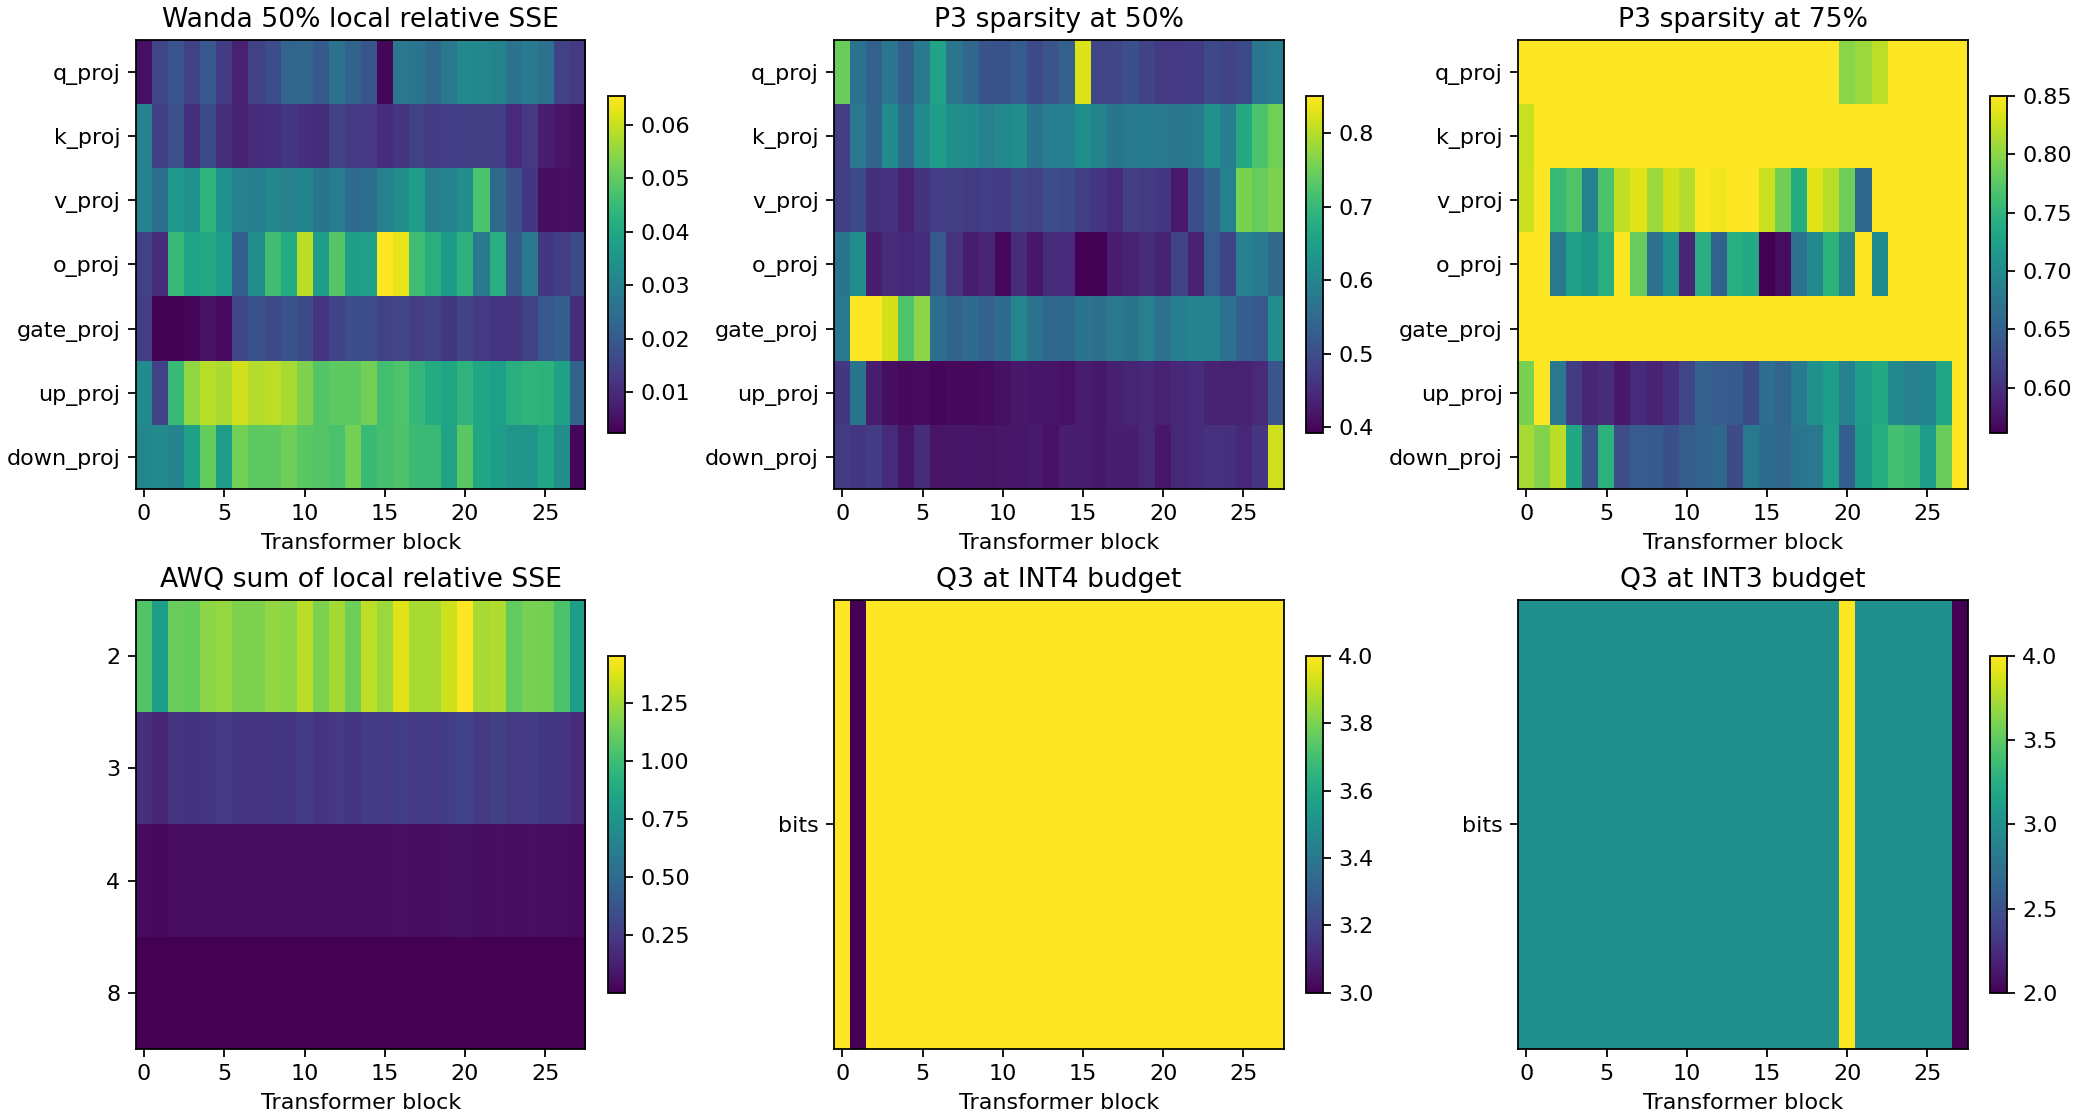 Wanda 50% local relative SSE
q_proj
k_proj
v_proj
o_proj
gate_proj
up_proj
down_proj
0 5 10 15 20 25
Transformer block
0.06
0.05
0.04
0.03
0.02
0.01
P3 sparsity at 50%
q_proj
k_proj
v_proj
o_proj
gate_proj
up_proj
down_proj
0 5 10 15 20 25
Transformer block
0.8
0.7
0.6
0.5
0.4
P3 sparsity at 75%
q_proj
k_proj
v_proj
o_proj
gate_proj
up_proj
down_proj
0 5 10 15 20 25
Transformer block
0.85
0.80
0.75
0.70
0.65
0.60
AWQ sum of local relative SSE
2
3
4
8
0 5 10 15 20 25
Transformer block
1.25
1.00
0.75
0.50
0.25
Q3 at INT4 budget
bits
0 5 10 15 20 25
Transformer block
4.0
3.8
3.6
3.4
3.2
3.0
Q3 at INT3 budget
bits
0 5 10 15 20 25
Transformer block
4.0
3.5
3.0
2.5
2.0